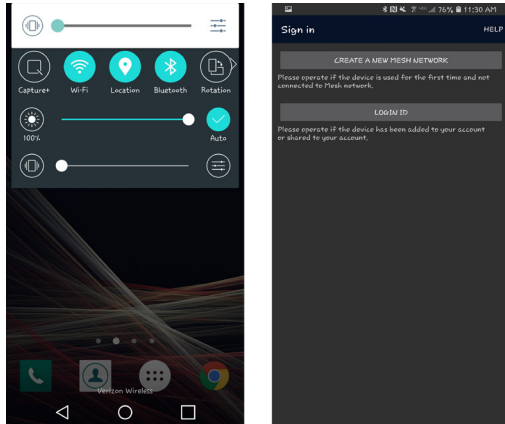 Capture+ Wi-Fi Location Bluetooth Rotation
100% Auto
Verizon Wireless
76% 11:30 AM
Sign in HELP
CREATE A NEW MESH NETWORK
Please operate if the device is used for the first time and not
connected to Mesh network.
LOGIN ID
Please operate if the device has been added to your account
or shared to your account.